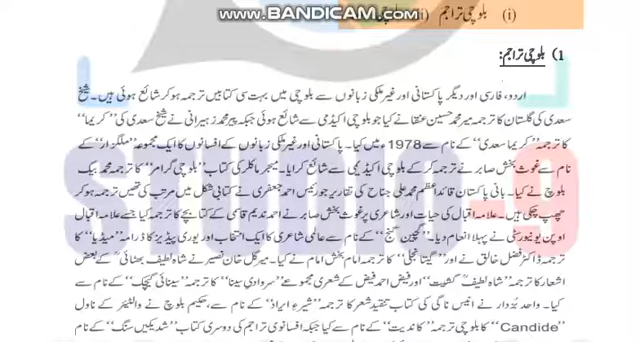 www.BANDICAM.com
(i) بلوچی تراجم (ii)
1) بلوچی تراجم:
اردو، فارسی اور دیگر پاکستانی اور غیر ملکی زبانوں سے بلوچی میں بہت سی کتابیں ترجمہ ہو کر شائع ہوئی ہیں۔ شیخ
سعدی کی گلستان کا ترجمہ میر محمد حسین عنقا نے کیا جو بلوچی اکیڈمی سے شائع ہوئی جبکہ پیر محمد زبیرانی نے شیخ سعدی کی "کریما"
کا ترجمہ "کریما سعدی" کے نام سے 1978ء میں کیا۔ پاکستانی اور غیر ملکی زبانوں کے افسانوں کا ایک مجموعہ "ملگزار" کے
نام سے غوث بخش صابر نے ترجمہ کر کے بلوچی اکیڈیمی سے شائع کرایا۔ میجر ماکلر کی کتاب "بلوچی گرامر" کا ترجمہ محمد بیگ
بلوچ نے کیا۔ بانی پاکستان قائد اعظم محمد علی جناح کی تقاریر جو رئیس احمد جعفری نے کتابی شکل میں مرتب کی تھیں ترجمہ ہو کر
چھپ چکی ہیں۔ علامہ اقبال کی حیات اور شاعری پر غوث بخش صابر نے احمد ندیم قاسمی کے کتابچے کا ترجمہ کیا جسے علامہ اقبال
اوپن یونیورسٹی نے پہلا انعام دیا۔ "گچین گنج" کے نام سے عالمی شاعری کا ایک انتخاب اور یوری پیڈیز کا ڈرامہ "میڈیا" کا
ترجمہ ڈاکٹر فضل خالق نے اور "گیتا نجلی" کا ترجمہ امام بخش امام نے کیا۔ میر گل خان نصیر نے شاہ لطیف بھٹائی کے بعض
اشعار کا ترجمہ "شاہ لطیف گشیت" اور فیض احمد فیض کے شعری مجموعے "سر وادی سینا" کا ترجمہ "سینائی کیچگ" کے نام سے
کیا۔ واحد بزدار نے انیس ناگی کی کتاب تنقید شعر کا ترجمہ "شیرءِ ایراد" کے نام سے، حکیم بلوچ نے والٹیئر کے ناول
"Candide" کا بلوچی ترجمہ "کاندیت" کے نام سے کیا جبکہ افسانوی تراجم کی دوسری کتاب "شدیکیں سنگ" کے نام